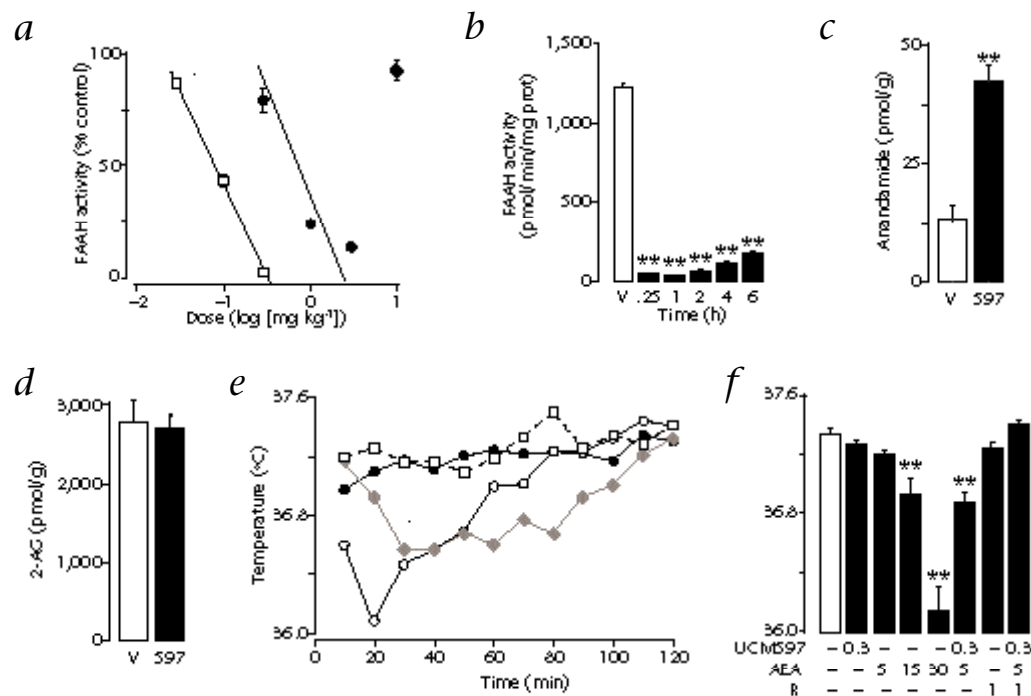 a
b
c
100
50
0
FAAH activity (% control)
−2
−1
0
1
Dose (log [mg kg⁻¹])
1,500
1,000
500
0
FAAH activity
(pmol/min/mg prot)
** ** ** ** **
V .25 1 2 4 6
Time (h)
50
25
0
Anandamide (pmol/g)
**
V 597
d
e
f
3,000
2,000
1,000
0
2-AG (pmol/g)
V 597
37.6
36.8
36.0
Temperature (°C)
0 20 40 60 80 100 120
Time (min)
37.6
36.8
36.0
** ** **
UCM597 – 0.3 – – – 0.3 – 0.3
AEA – – 5 15 30 5 – 5
R – – – – – – 1 1